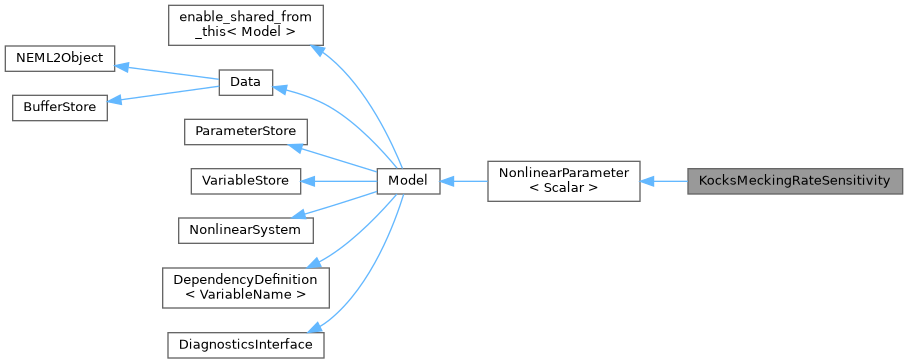 enable_shared_from
_this< Model >
NEML2Object
Data
BufferStore
ParameterStore
VariableStore
Model
NonlinearParameter
< Scalar >
KocksMeckingRateSensitivity
NonlinearSystem
DependencyDefinition
< VariableName >
DiagnosticsInterface